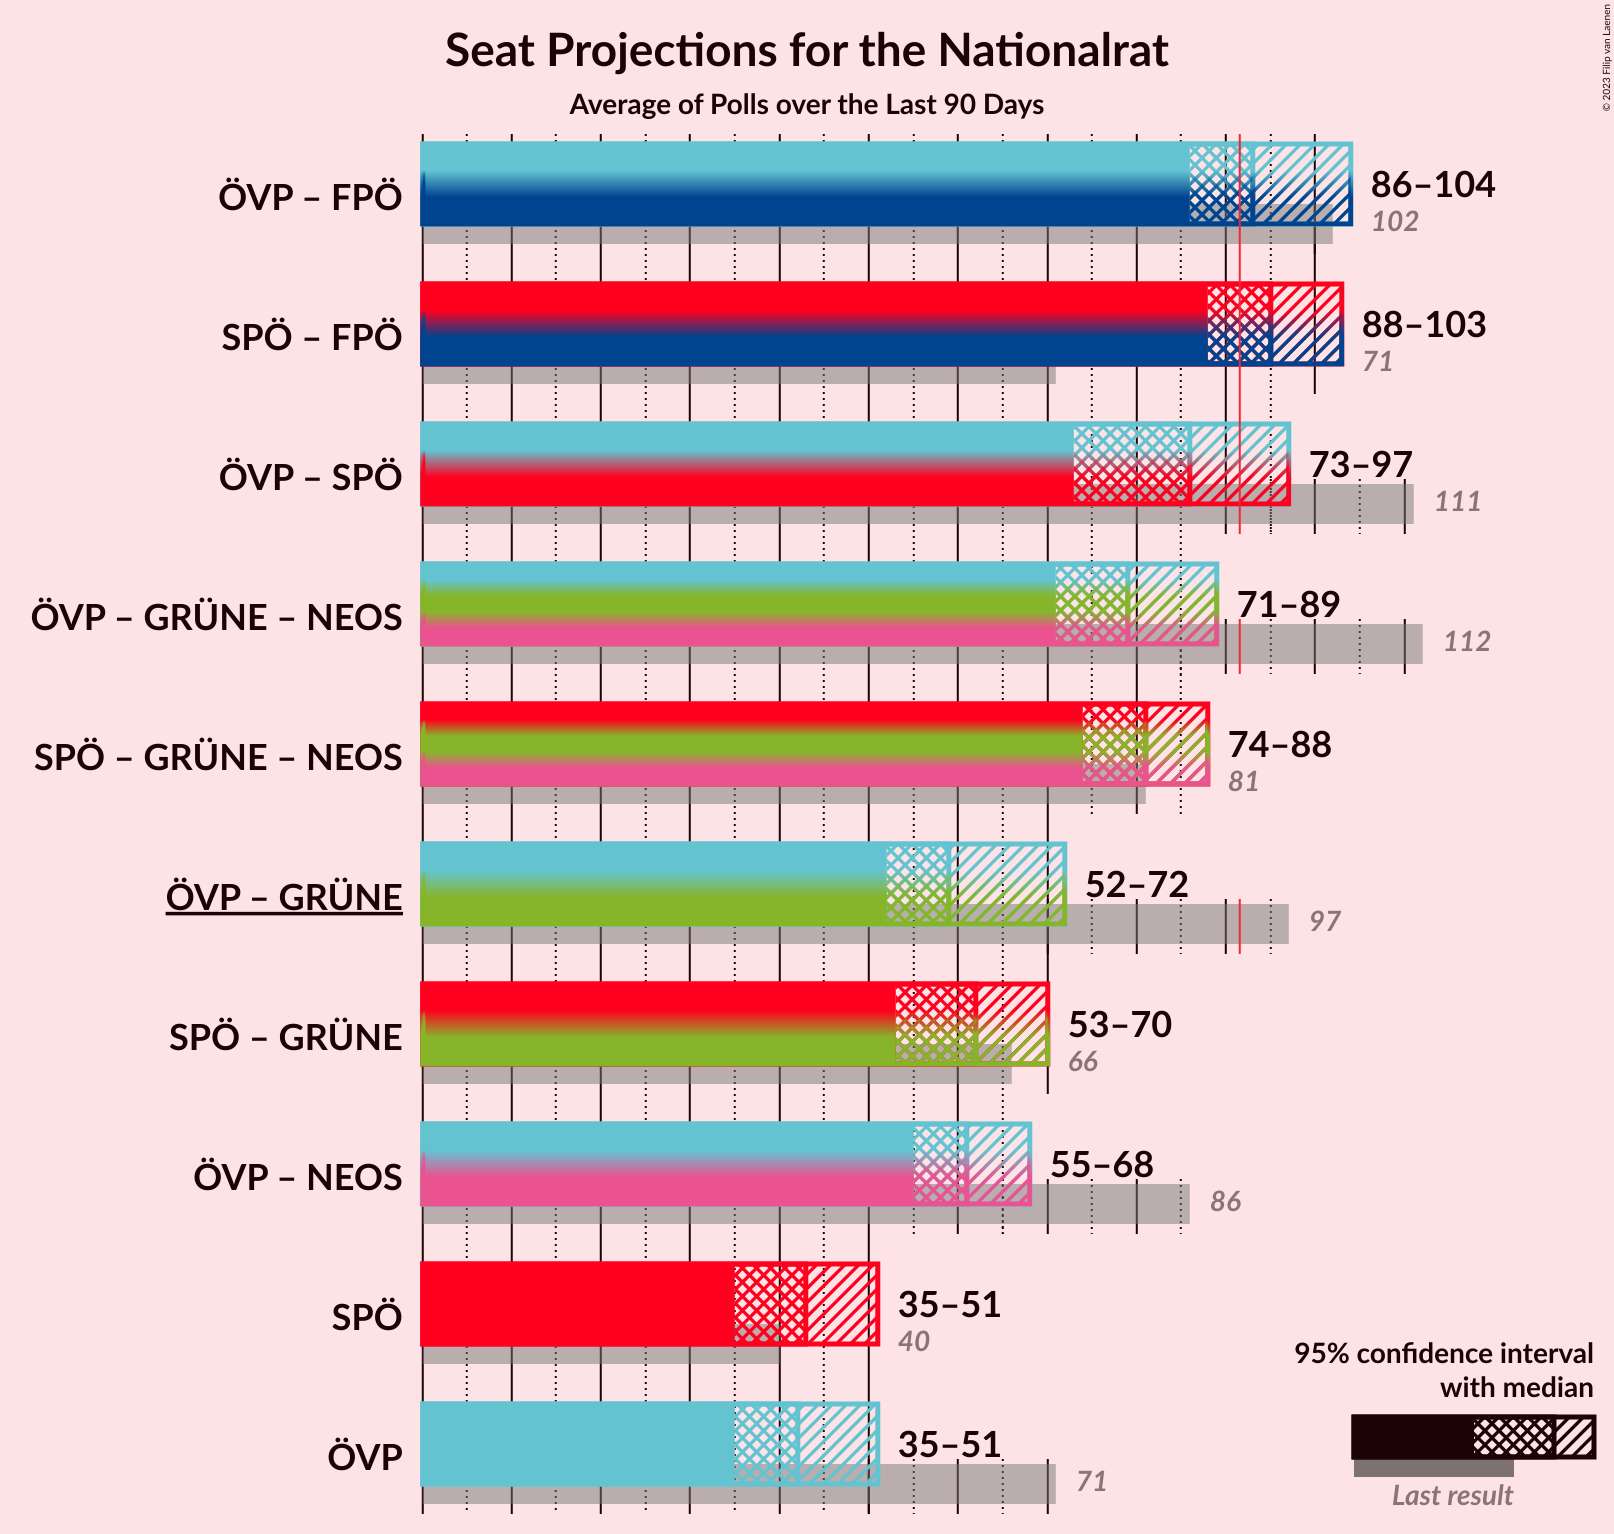 Seat Projections for the Nationalrat
Average of Polls over the Last 90 Days
© 2023 Filip van Laenen
ÖVP – FPÖ
86–104
102
SPÖ – FPÖ
88–103
71
ÖVP – SPÖ
73–97
111
ÖVP – GRÜNE – NEOS
71–89
112
SPÖ – GRÜNE – NEOS
74–88
81
ÖVP – GRÜNE
52–72
97
SPÖ – GRÜNE
53–70
66
ÖVP – NEOS
55–68
86
SPÖ
35–51
40
ÖVP
35–51
71
95% confidence interval
with median
Last result